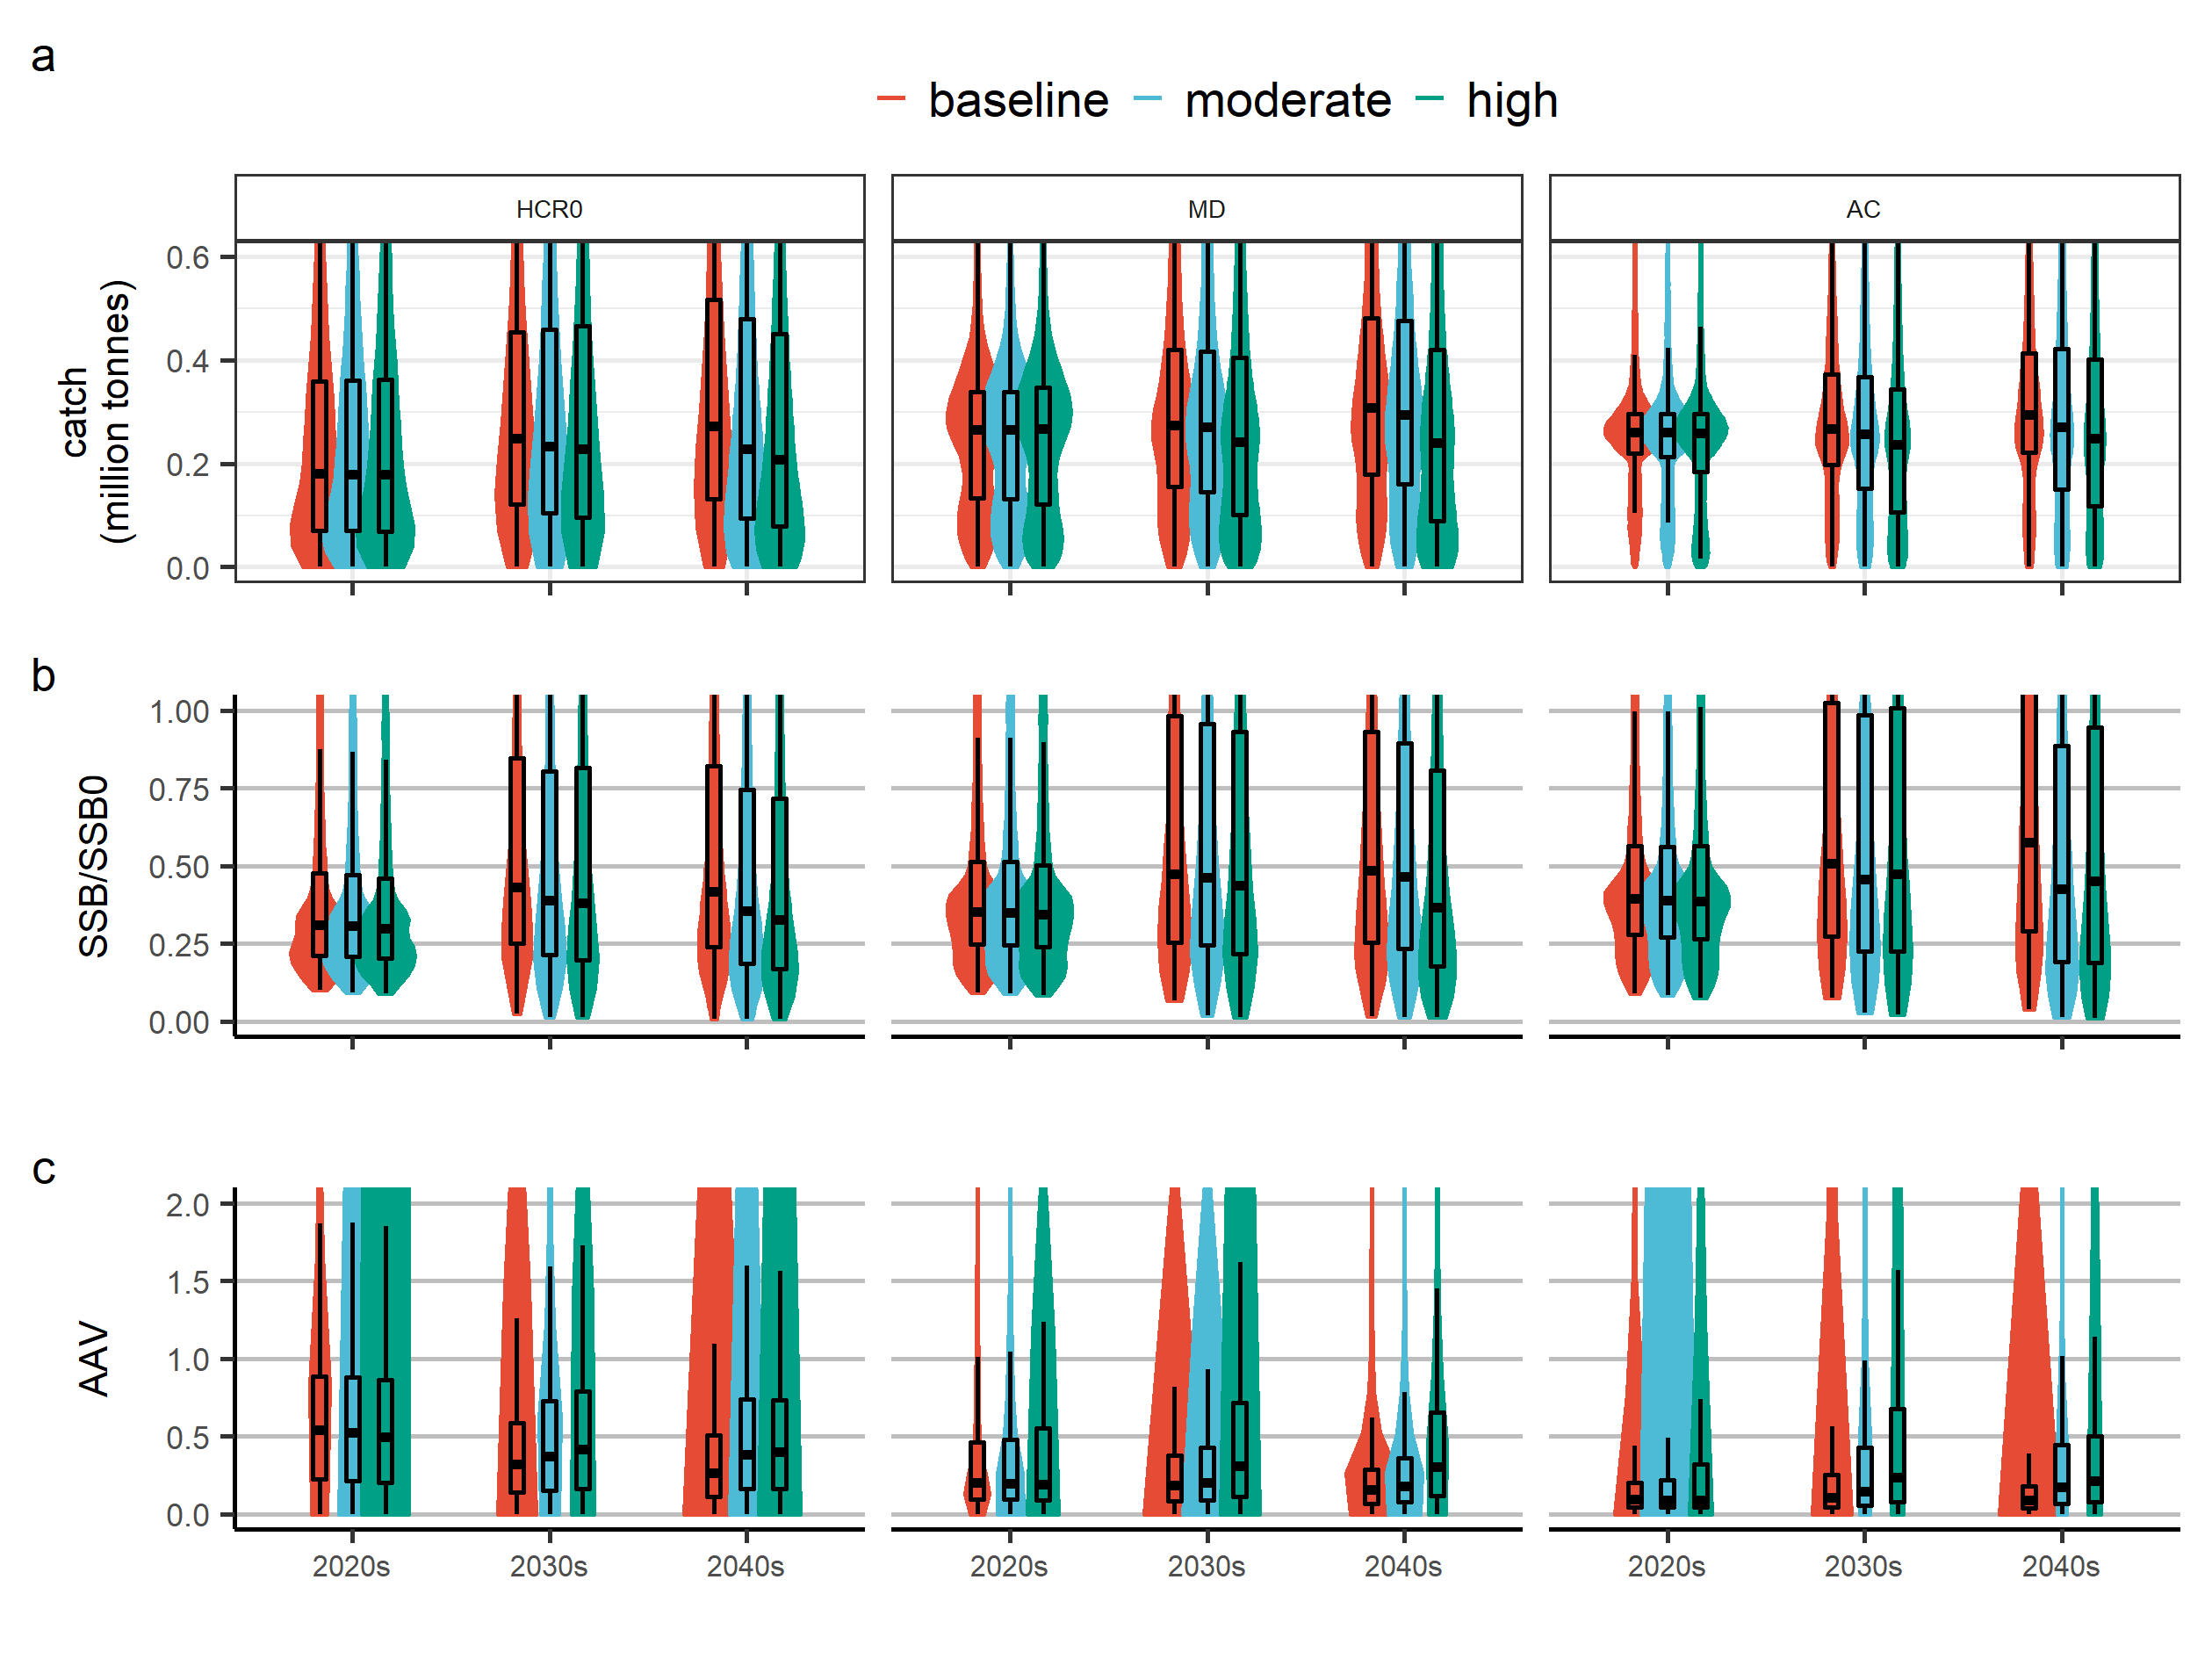 a
baseline moderate high
HCR0 MD AC
catch
(million tonnes)
0.6
0.4
0.2
0.0
b
SSB/SSB0
1.00
0.75
0.50
0.25
0.00
c
AAV
2.0
1.5
1.0
0.5
0.0
2020s 2030s 2040s 2020s 2030s 2040s 2020s 2030s 2040s